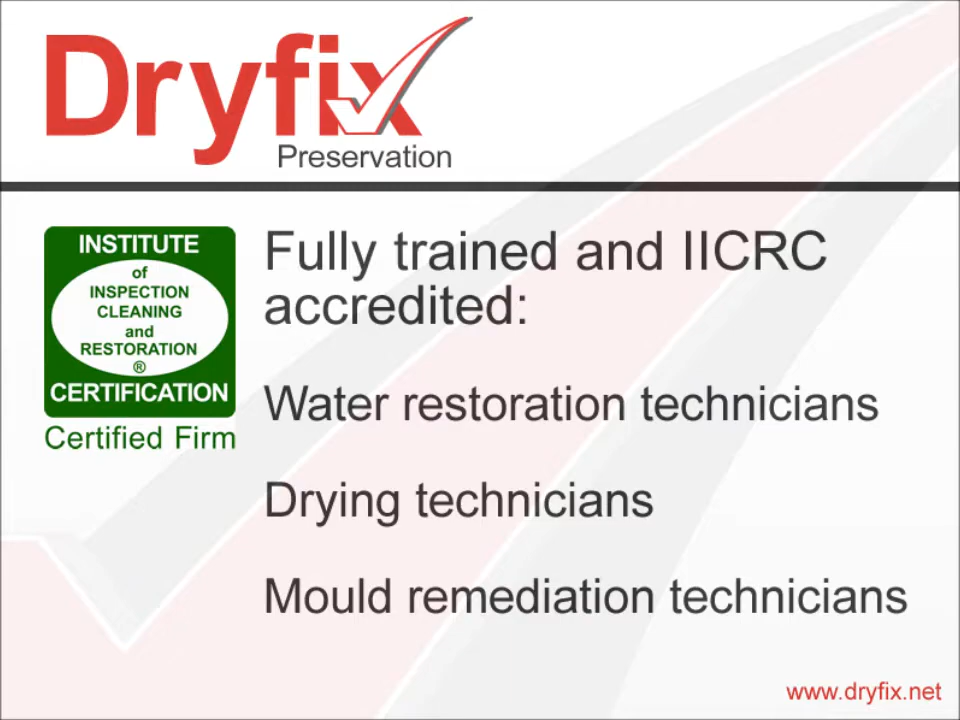 Dryfix
Preservation
INSTITUTE
of
INSPECTION
CLEANING
and
RESTORATION
®
CERTIFICATION
Certified Firm
Fully trained and IICRC
accredited:
Water restoration technicians
Drying technicians
Mould remediation technicians
www.dryfix.net